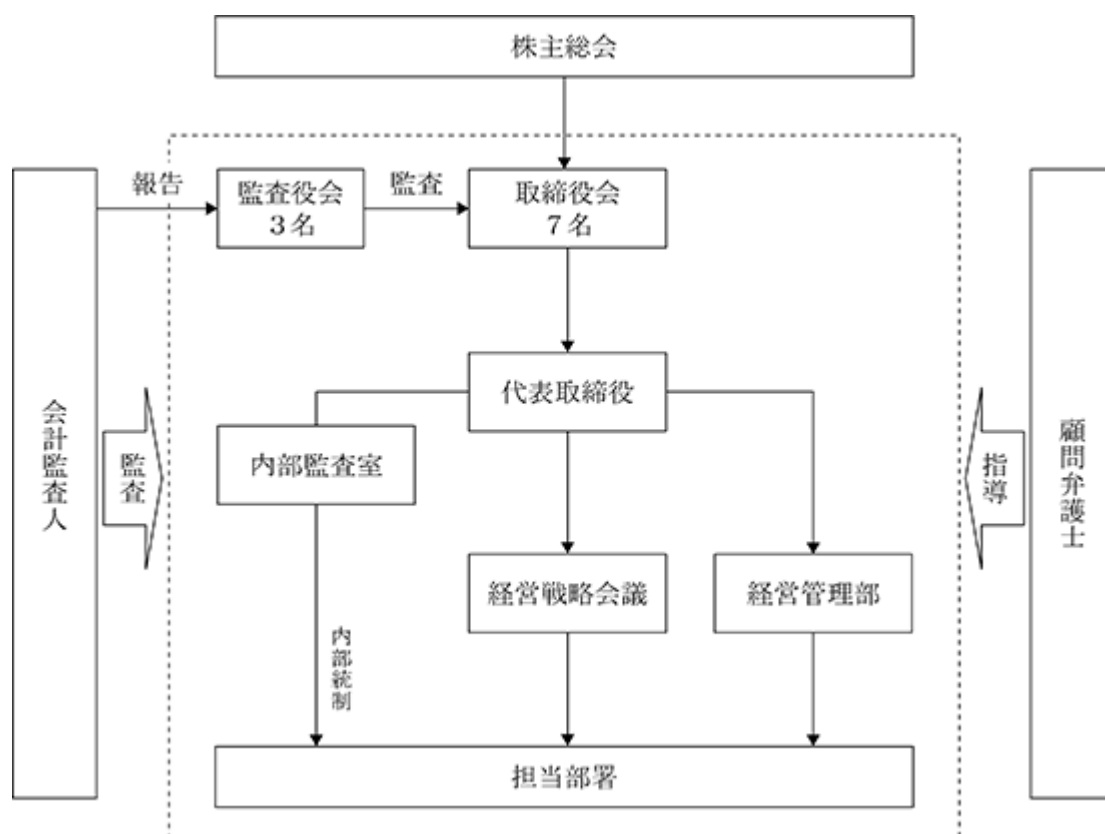 株主総会
報告
監査役会
３名
監査
取締役会
７名
代表取締役
内部監査室
会計監査人
監査
指導
顧問弁護士
経営戦略会議
経営管理部
内部統制
担当部署